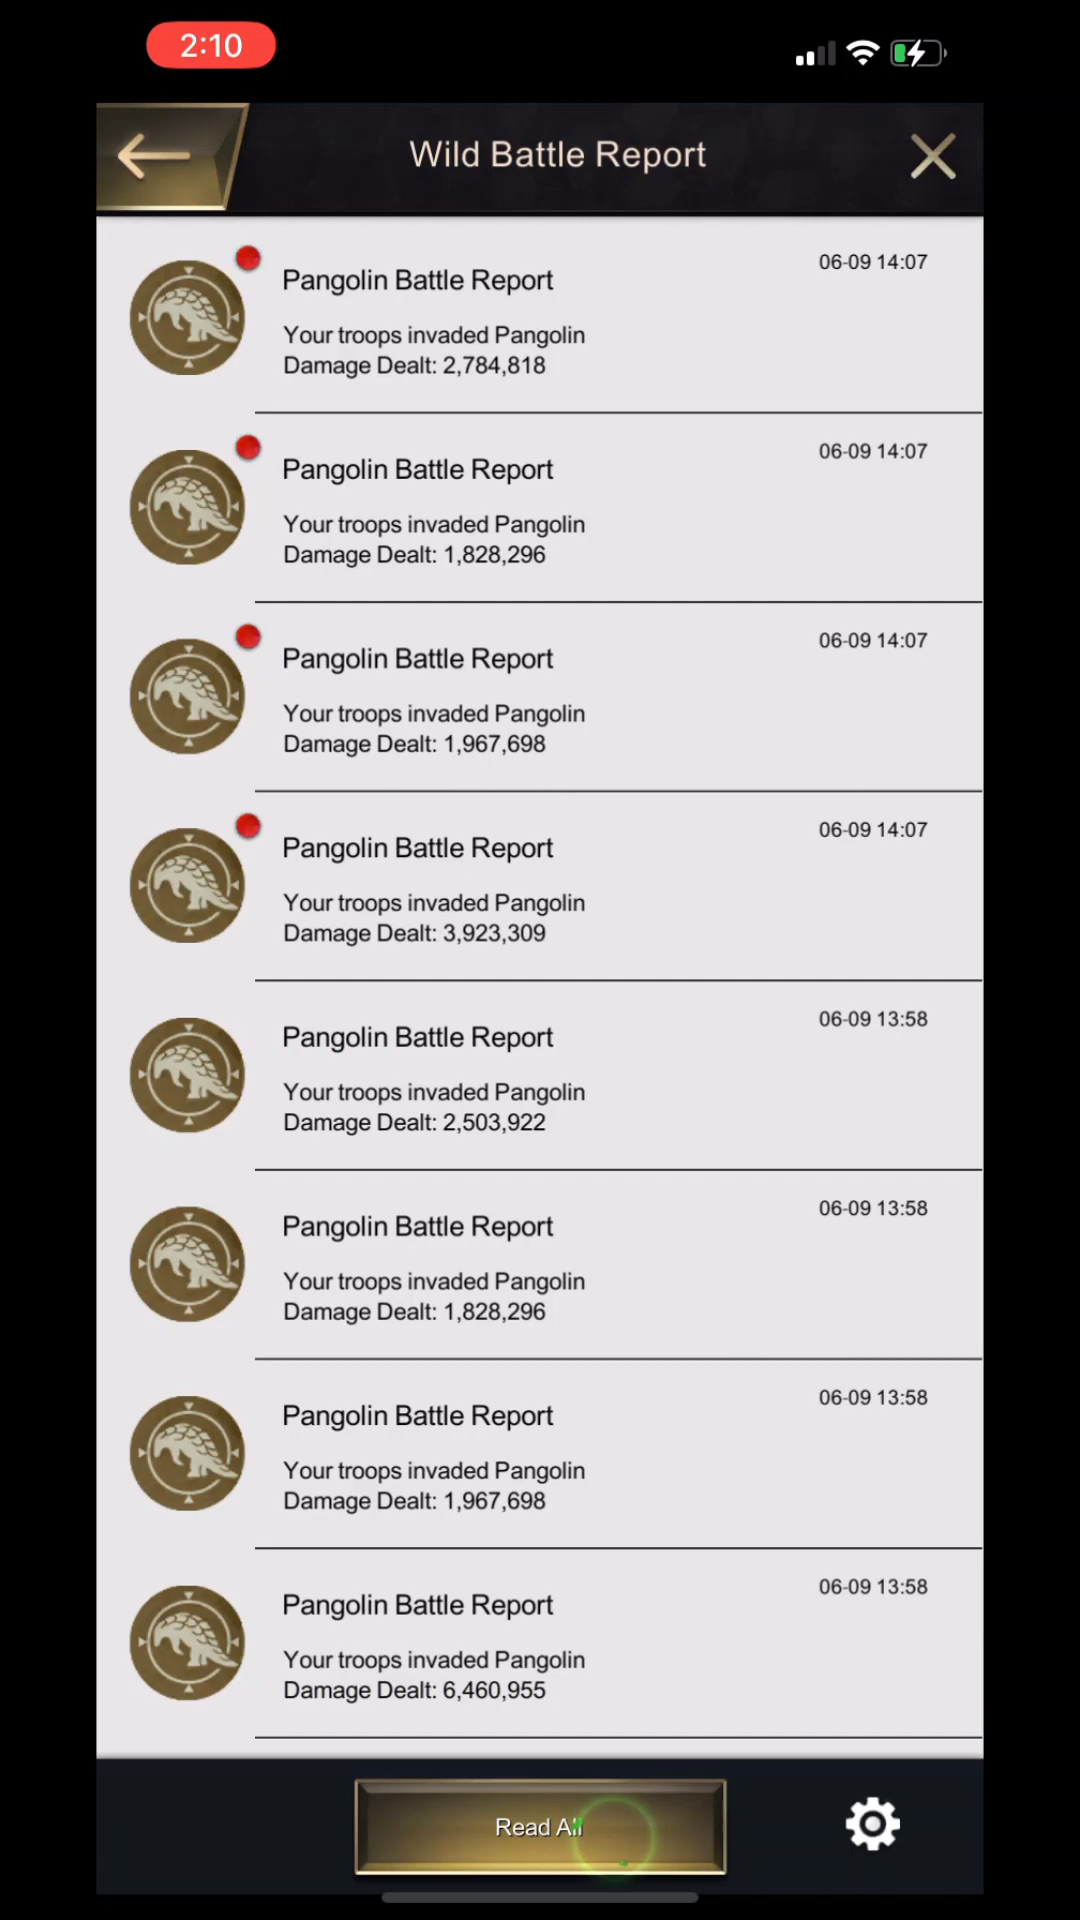 2:10
Wild Battle Report
06-09 14:07
Pangolin Battle Report
Your troops invaded Pangolin
Damage Dealt: 2,784,818
06-09 14:07
Pangolin Battle Report
Your troops invaded Pangolin
Damage Dealt: 1,828,296
06-09 14:07
Pangolin Battle Report
Your troops invaded Pangolin
Damage Dealt: 1,967,698
06-09 14:07
Pangolin Battle Report
Your troops invaded Pangolin
Damage Dealt: 3,923,309
06-09 13:58
Pangolin Battle Report
Your troops invaded Pangolin
Damage Dealt: 2,503,922
06-09 13:58
Pangolin Battle Report
Your troops invaded Pangolin
Damage Dealt: 1,828,296
06-09 13:58
Pangolin Battle Report
Your troops invaded Pangolin
Damage Dealt: 1,967,698
06-09 13:58
Pangolin Battle Report
Your troops invaded Pangolin
Damage Dealt: 6,460,955
Read All